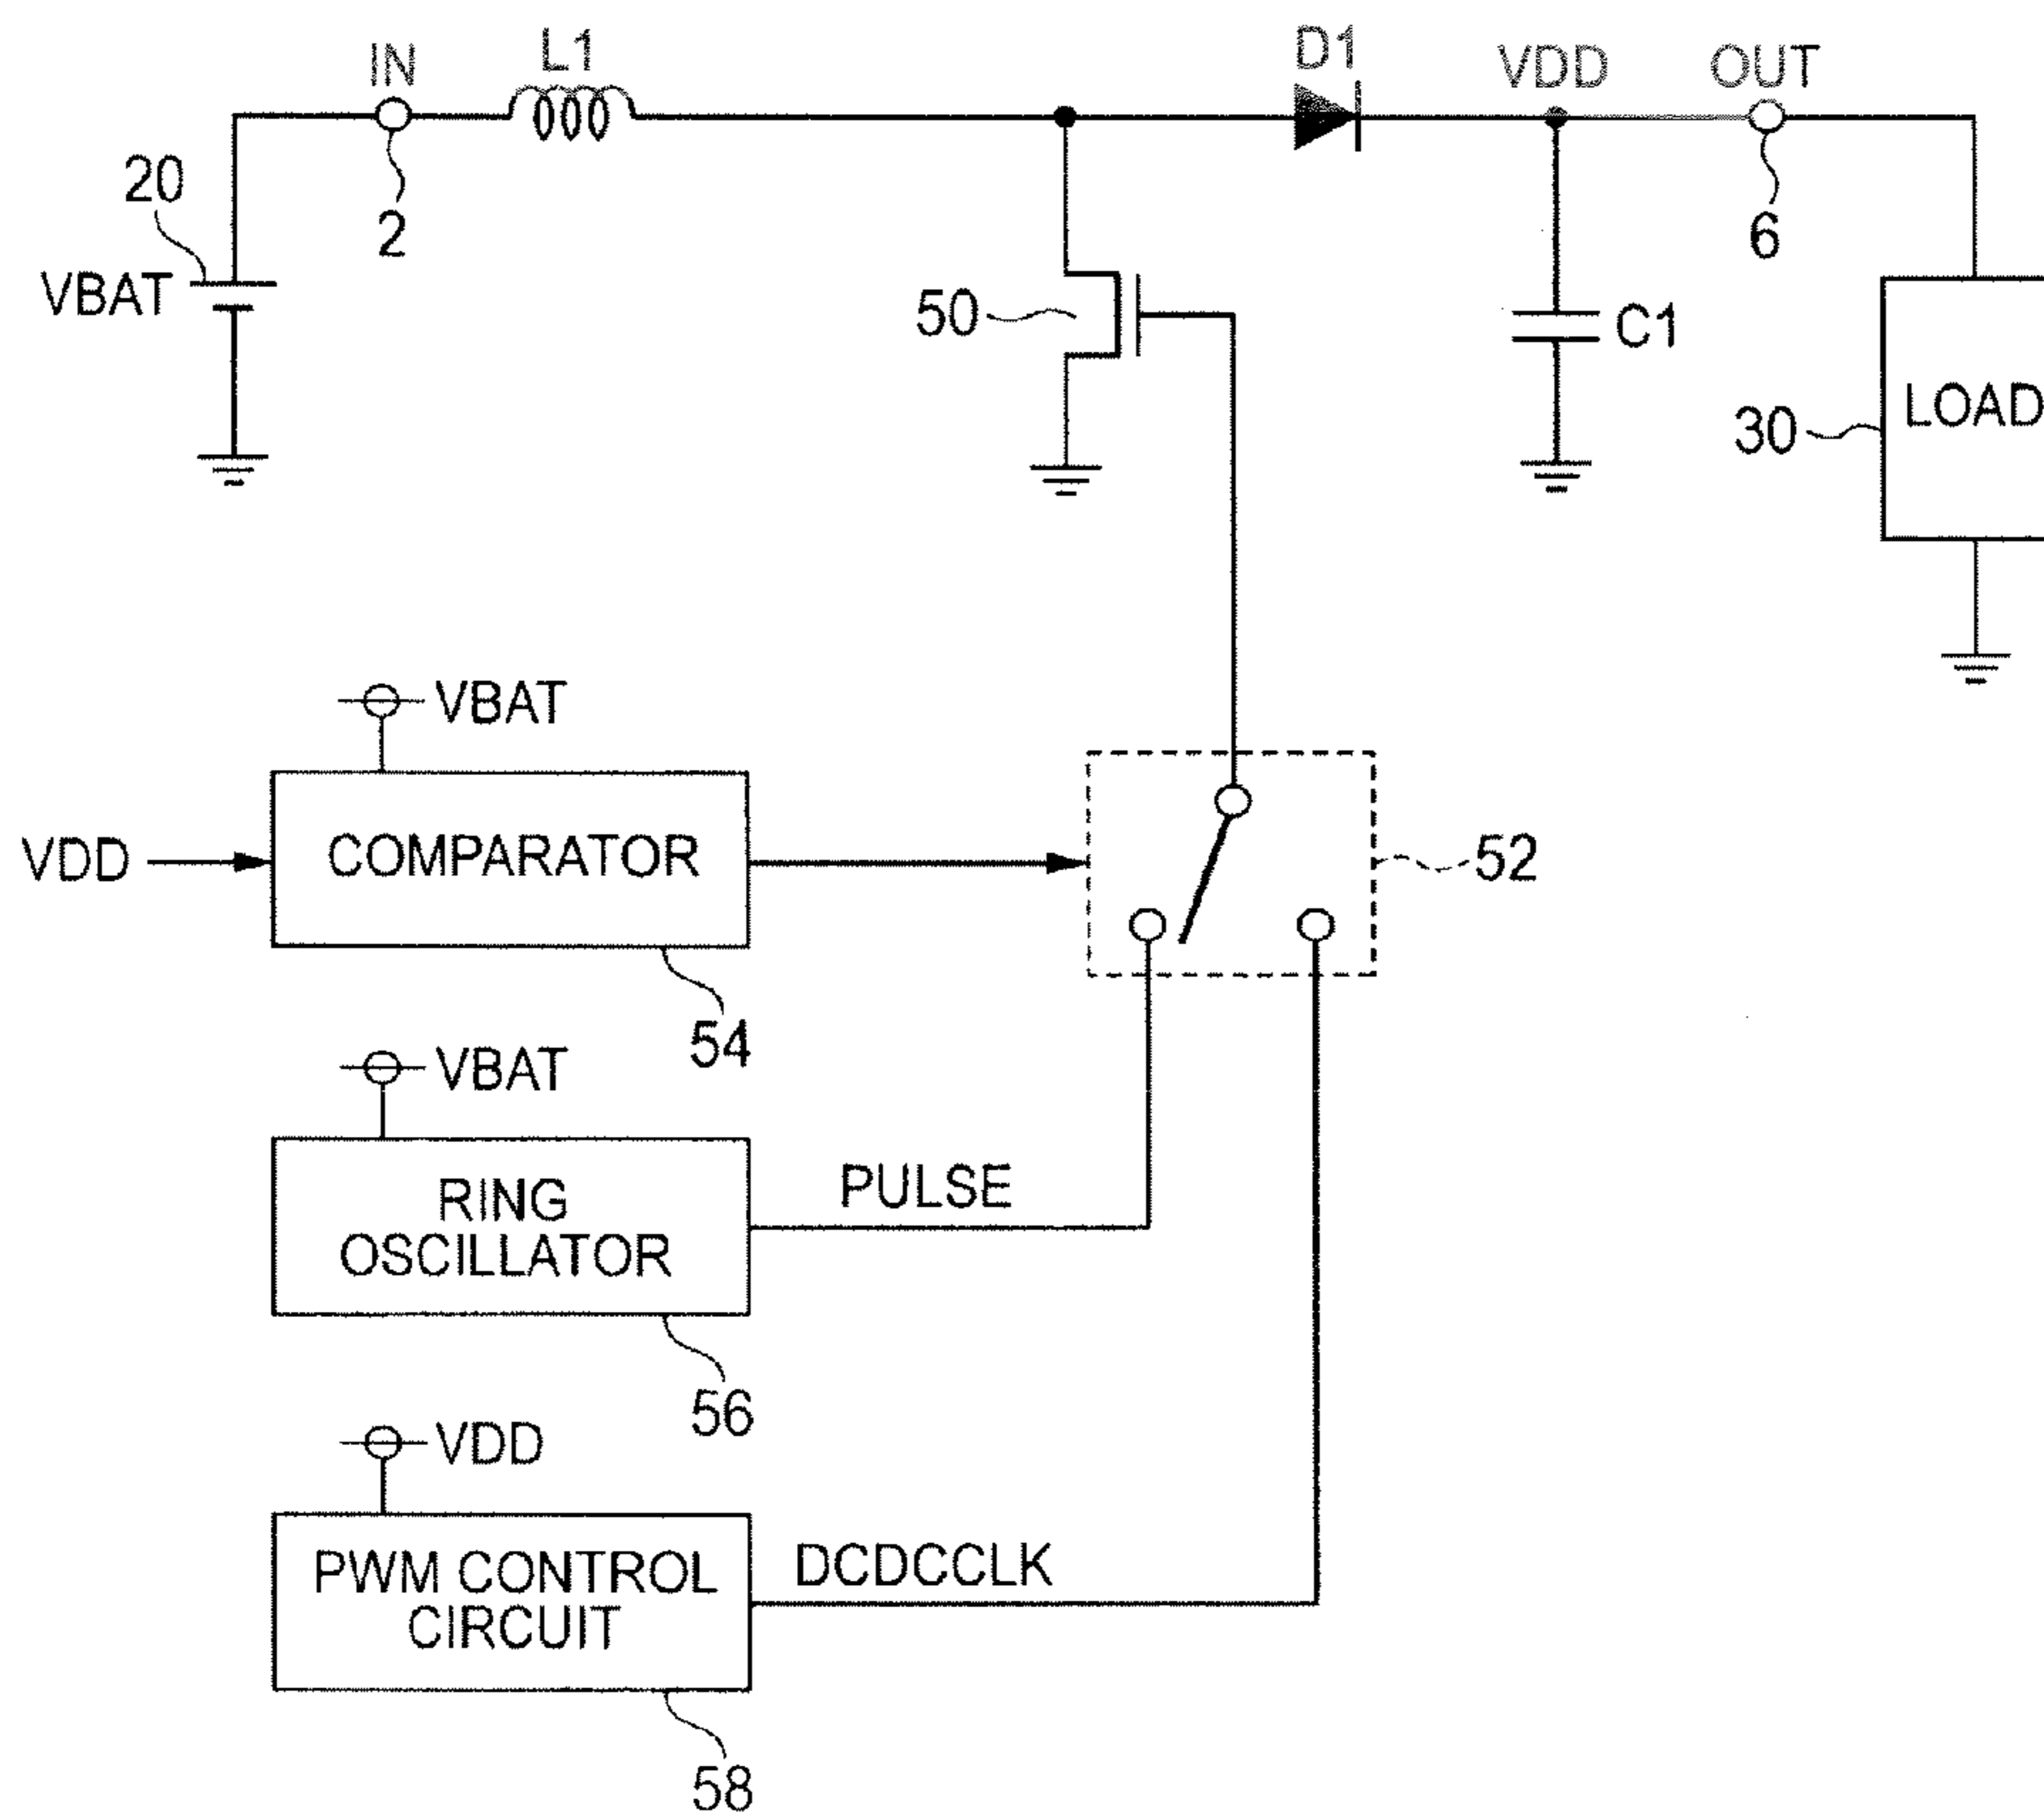 IN
L1
D1
VDD
OUT
20
2
6
VBAT
50
C1
30
LOAD
VBAT
VDD
COMPARATOR
52
54
VBAT
RING
OSCILLATOR
PULSE
56
VDD
PWM CONTROL
CIRCUIT
DCDCCLK
58